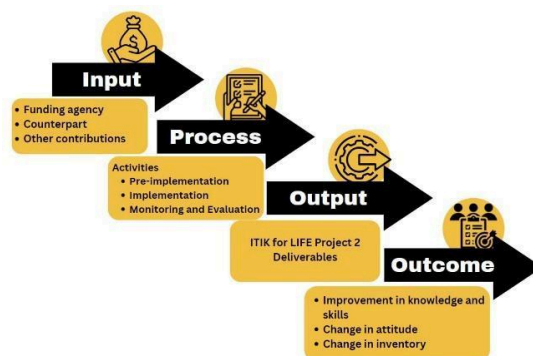 Input
• Funding agency
• Counterpart
• Other contributions
Process
Activities
• Pre-implementation
• Implementation
• Monitoring and Evaluation
Output
ITIK for LIFE Project 2
Deliverables
Outcome
• Improvement in knowledge and
skills
• Change in attitude
• Change in inventory